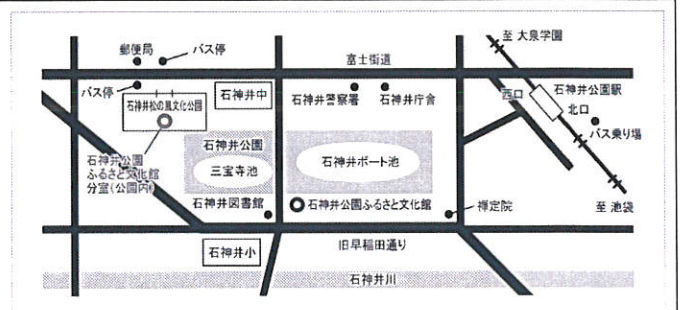 至 大泉学園
郵便局
バス停
富士街道
バス停
石神井中
石神井警察署
石神井庁舎
西口
石神井公園駅
北口
石神井松の風文化公園
バス乗り場
石神井公園
石神井公園
ふるさと文化館
分室(公園内)
三宝寺池
石神井ボート池
石神井図書館
石神井公園ふるさと文化館
禅定院
至 池袋
石神井小
旧早稲田通り
石神井川